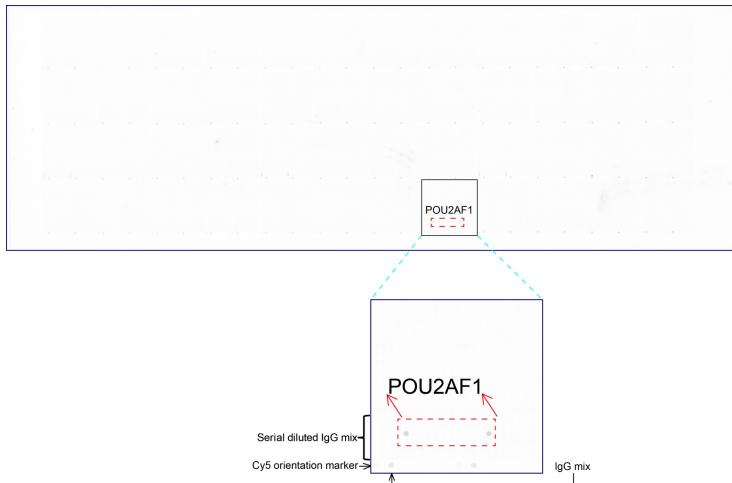 POU2AF1
POU2AF1
Serial diluted IgG mix
Cy5 orientation marker
IgG mix